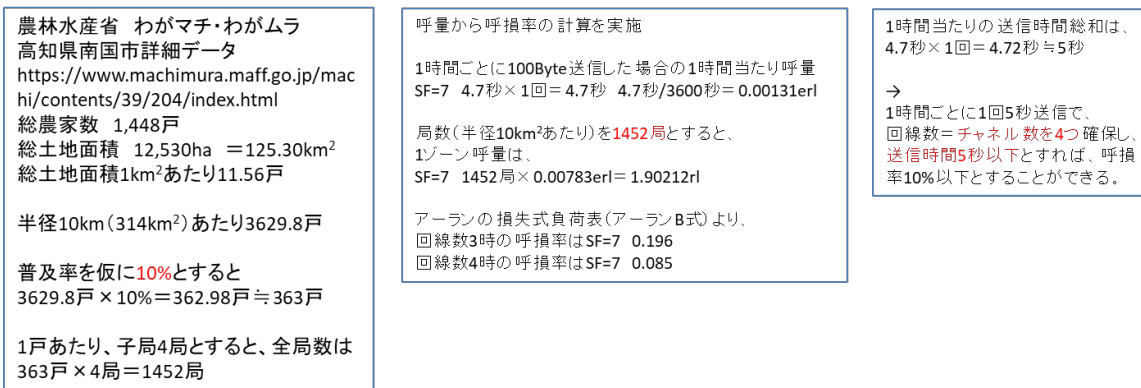 農林水産省 わがマチ・わがムラ
高知県南国市詳細データ
https://www.machimura.maff.go.jp/mac
hi/contents/39/204/index.html
総農家数 1,448戸
総土地面積 12,530ha ＝125.30km²
総土地面積1km²あたり11.56戸
半径10km（314km²）あたり3629.8戸
普及率を仮に10%とすると
3629.8戸×10%＝362.98戸≒363戸
1戸あたり、子局4局とすると、全局数は
363戸×4局＝1452局
呼量から呼損率の計算を実施
1時間ごとに100Byte送信した場合の1時間当たり呼量
SF=7 4.7秒×1回＝4.7秒 4.7秒/3600秒＝0.00131erl
局数（半径10km²あたり）を1452局とすると、
1ゾーン呼量は、
SF=7 1452局×0.00783erl＝1.90212rl
アーランの損失式負荷表（アーランB式）より、
回線数3時の呼損率はSF=7 0.196
回線数4時の呼損率はSF=7 0.085
1時間当たりの送信時間総和は、
4.7秒×1回＝4.72秒≒5秒
→
1時間ごとに1回5秒送信で、
回線数＝チャネル数を4つ確保し、
送信時間5秒以下とすれば、呼損
率10%以下とすることができる。